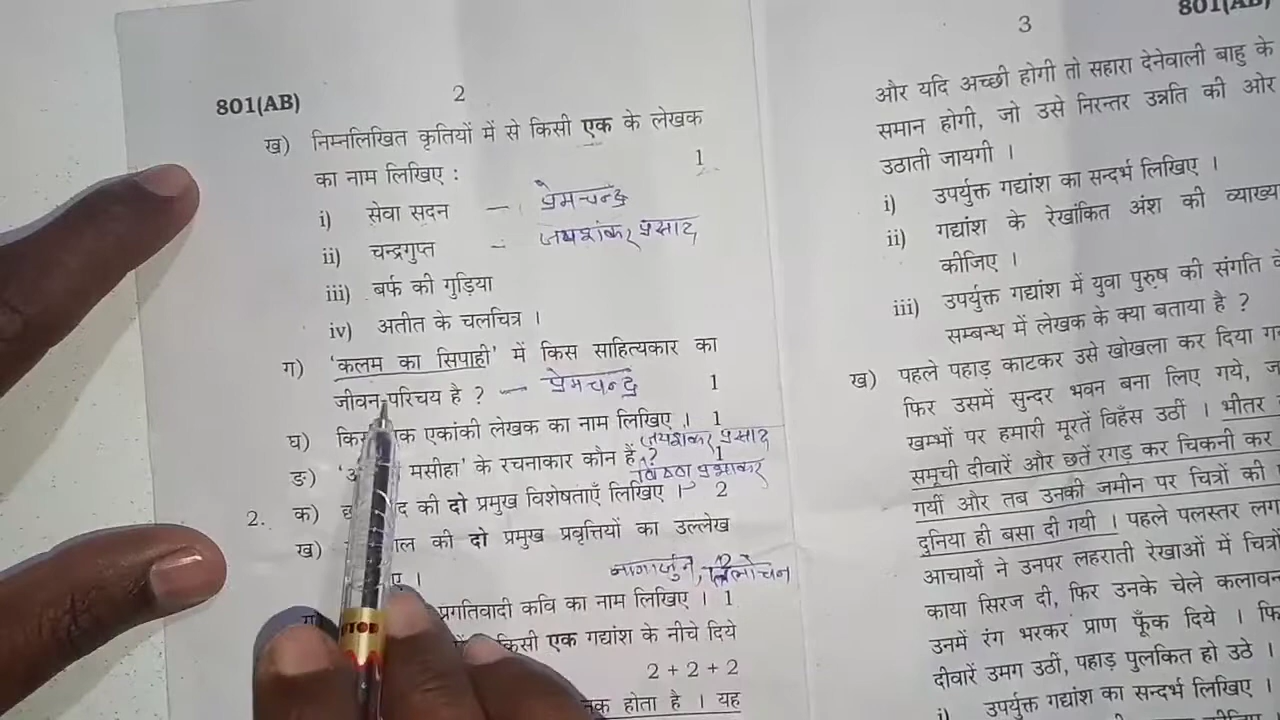 801(AB)
2
ख) निम्नलिखित कृतियों में से किसी एक के लेखक
का नाम लिखिए : 1
i) सेवा सदन — प्रेमचन्द्र
ii) चन्द्रगुप्त - जयशंकर प्रसाद
iii) बर्फ की गुड़िया
iv) अतीत के चलचित्र ।
ग) 'कलम का सिपाही' में किस साहित्यकार का
जीवन-परिचय है ? — प्रेमचन्द्र 1
घ) एकांकी लेखक का नाम लिखिए । 1
जयशंकर प्रसाद
ङ) मसीहा' के रचनाकार कौन हैं ? 1
प्रभाकर
2. क) की दो प्रमुख विशेषताएँ लिखिए । 2
ख) की दो प्रमुख प्रवृत्तियों का उल्लेख
।
नागार्जुन, त्रिलोचन
प्रगतिवादी कवि का नाम लिखिए । 1
किसी एक गद्यांश के नीचे दिये
2 + 2 + 2
होता है । यह
3
801(AB)
और यदि अच्छी होगी तो सहारा देनेवाली बाहु के
समान होगी, जो उसे निरन्तर उन्नति की ओर
उठाती जायगी ।
i) उपर्युक्त गद्यांश का सन्दर्भ लिखिए ।
ii) गद्यांश के रेखांकित अंश की
कीजिए ।
iii) उपर्युक्त गद्यांश में युवा पुरुष की संगति
सम्बन्ध में लेखक के क्या बताया है ?
ख) पहले पहाड़ काटकर उसे खोखला कर दिया
फिर उसमें सुन्दर भवन बना लिए गये,
खम्भों पर हमारी मूरतें विहँस उठीं । भीतर
समूची दीवारें और छतें रगड़ कर चिकनी कर
गयीं और तब उनकी जमीन पर चित्रों की
दुनिया ही बसा दी गयी । पहले पलस्तर
आचार्यों ने उनपर लहराती रेखाओं में
काया सिरज दी, फिर उनके चेले
उनमें रंग भरकर प्राण फूँक दिये ।
दीवारें उमग उठीं, पहाड़ पुलकित हो उठे ।
i) उपर्युक्त गद्यांश का सन्दर्भ लिखिए ।